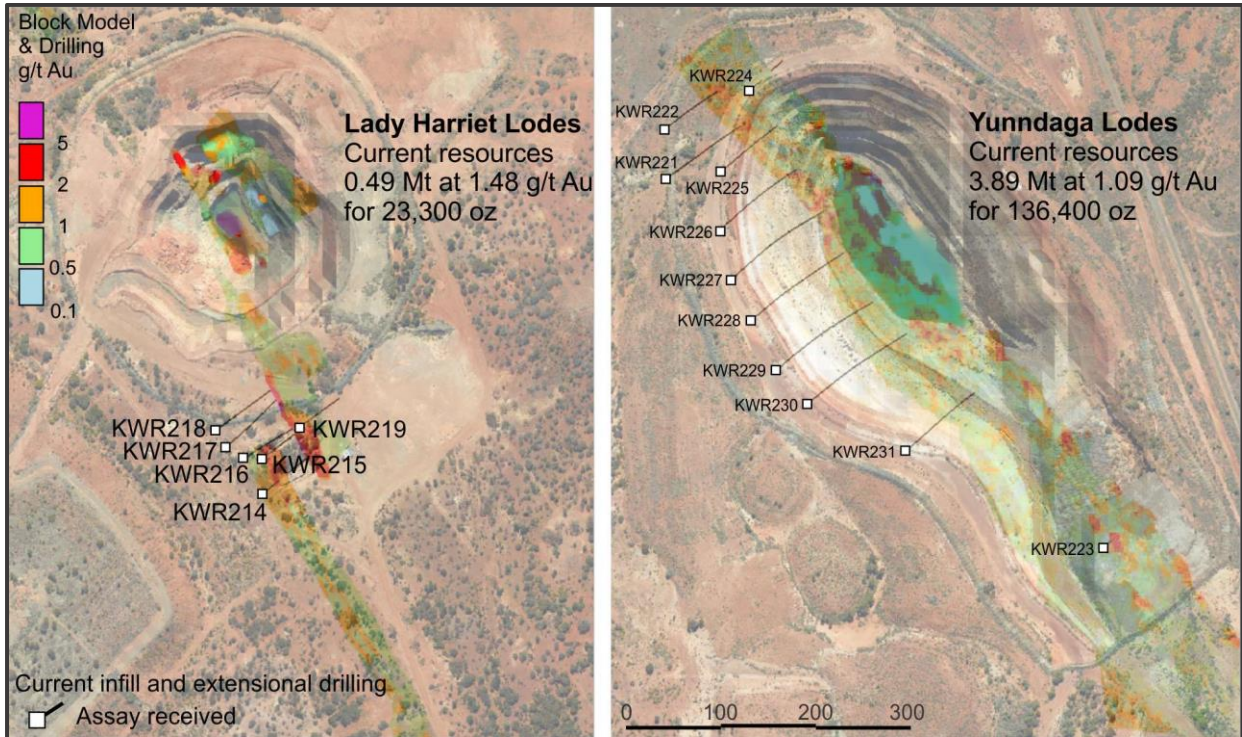 Block Model
& Drilling
g/t Au
5
2
1
0.5
0.1
Lady Harriet Lodes
Current resources
0.49 Mt at 1.48 g/t Au
for 23,300 oz
KWR218
KWR217
KWR216
KWR219
KWR215
KWR214
Current infill and extensional drilling
Assay received
KWR224
KWR222
KWR221
KWR225
KWR226
KWR227
KWR228
KWR229
KWR230
KWR231
KWR223
Yunndaga Lodes
Current resources
3.89 Mt at 1.09 g/t Au
for 136,400 oz
0 100 200 300